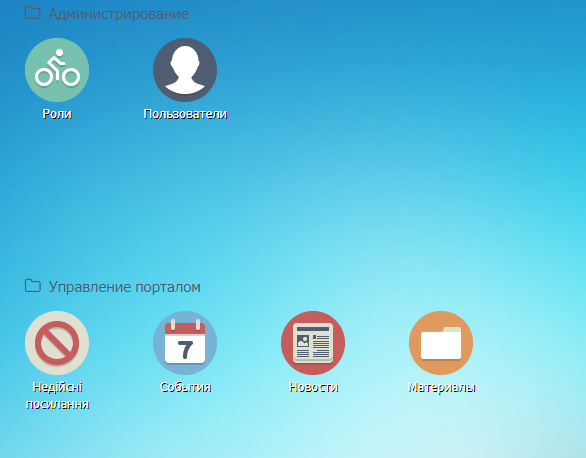 Администрирование
Роли
Пользователи
Управление порталом
7
Недійсні
посилання
События
Новости
Материалы